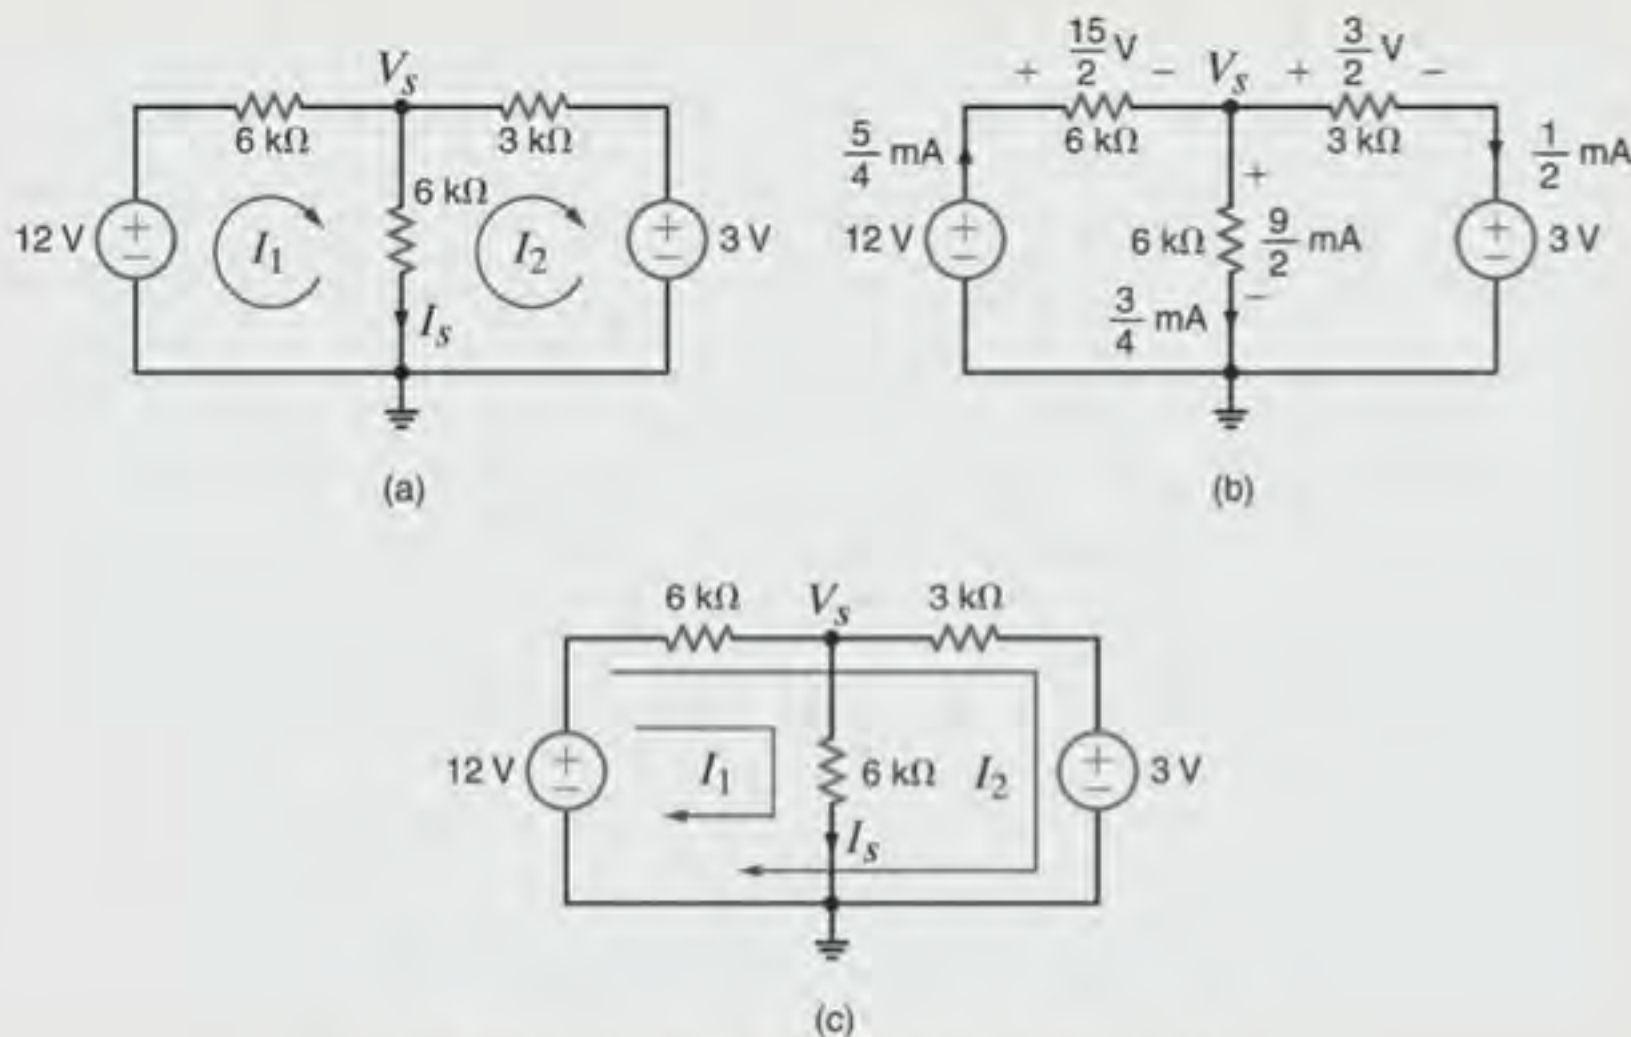 V_s
6 kΩ
3 kΩ
6 kΩ
12 V
+
−
I_1
I_2
+
−
3 V
I_s
(a)
+ 15/2 V − V_s + 3/2 V −
5/4 mA
6 kΩ
3 kΩ
1/2 mA
+
12 V
+
−
6 kΩ
9/2 mA
+
−
3 V
−
3/4 mA
(b)
6 kΩ V_s 3 kΩ
12 V
+
−
I_1
6 kΩ
I_2
+
−
3 V
I_s
(c)